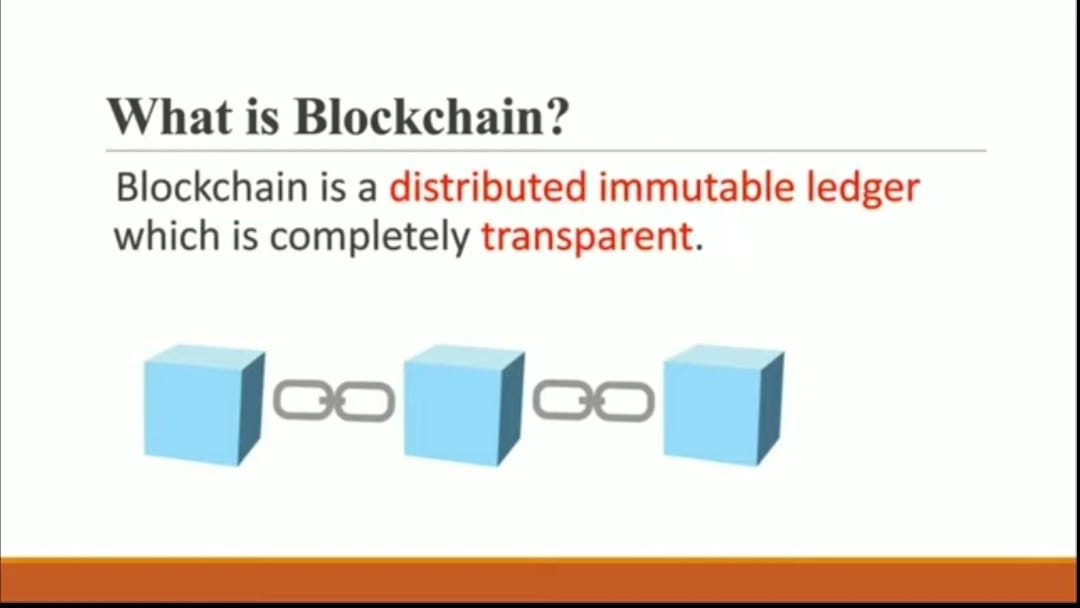 What is Blockchain?
Blockchain is a distributed immutable ledger
which is completely transparent.